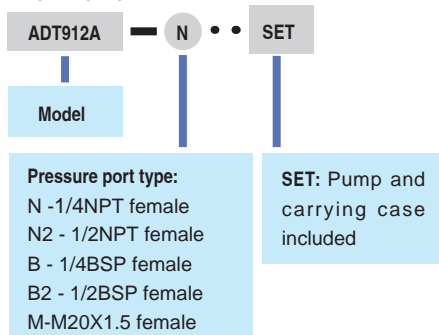 ADT912A — N • • SET
Model
Pressure port type:
N -1/4NPT female
N2 - 1/2NPT female
B - 1/4BSP female
B2 - 1/2BSP female
M-M20X1.5 female
SET: Pump and
carrying case
included